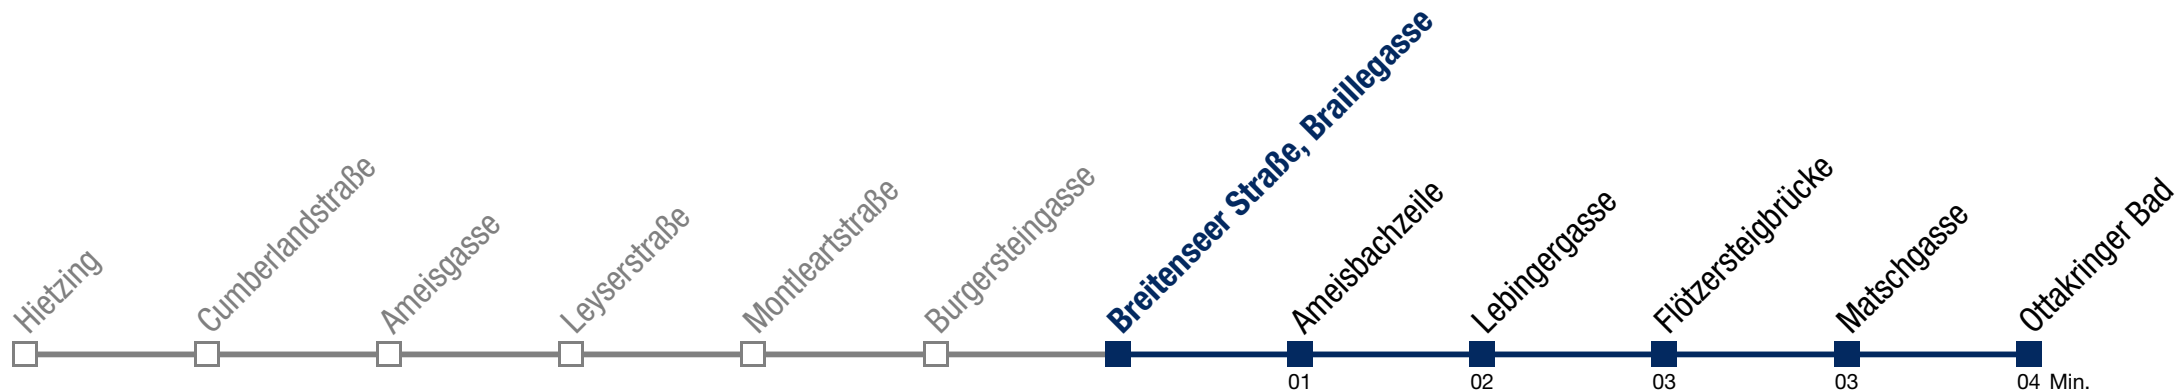 Hietzing
Cumberlandstraße
Ameisgasse
Leyserstraße
Montleartstraße
Burgersteingasse
Breitenseer Straße, Braillegasse
Ameisbachzeile
Lebingergasse
Flötzersteigbrücke
Matschgasse
Ottakringer Bad
01 02 03 03 04 Min.